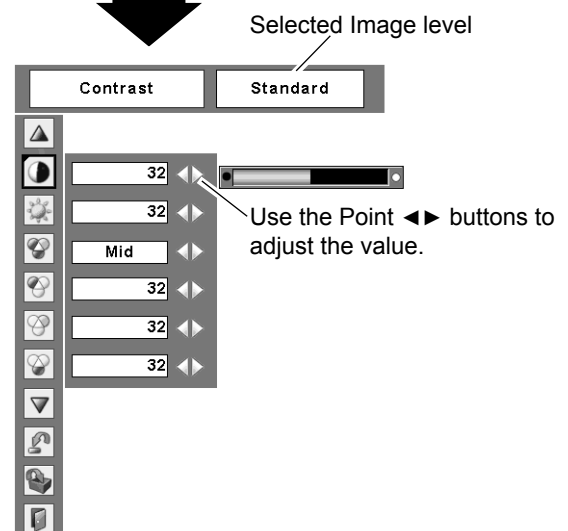 Selected Image level
Contrast Standard
32
32
Use the Point ◄► buttons to
adjust the value.
Mid
32
32
32